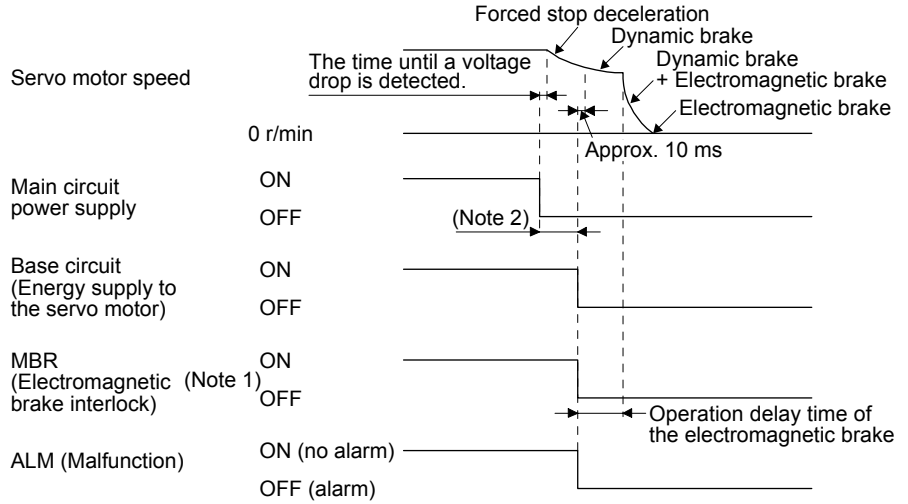 Forced stop deceleration
Dynamic brake
The time until a voltage
drop is detected.
Dynamic brake
+ Electromagnetic brake
Servo motor speed
Electromagnetic brake
0 r/min
Approx. 10 ms
Main circuit
power supply
ON
OFF
(Note 2)
Base circuit
(Energy supply to
the servo motor)
ON
OFF
MBR
(Electromagnetic
brake interlock)
(Note 1)
ON
OFF
Operation delay time of
the electromagnetic brake
ALM (Malfunction)
ON (no alarm)
OFF (alarm)